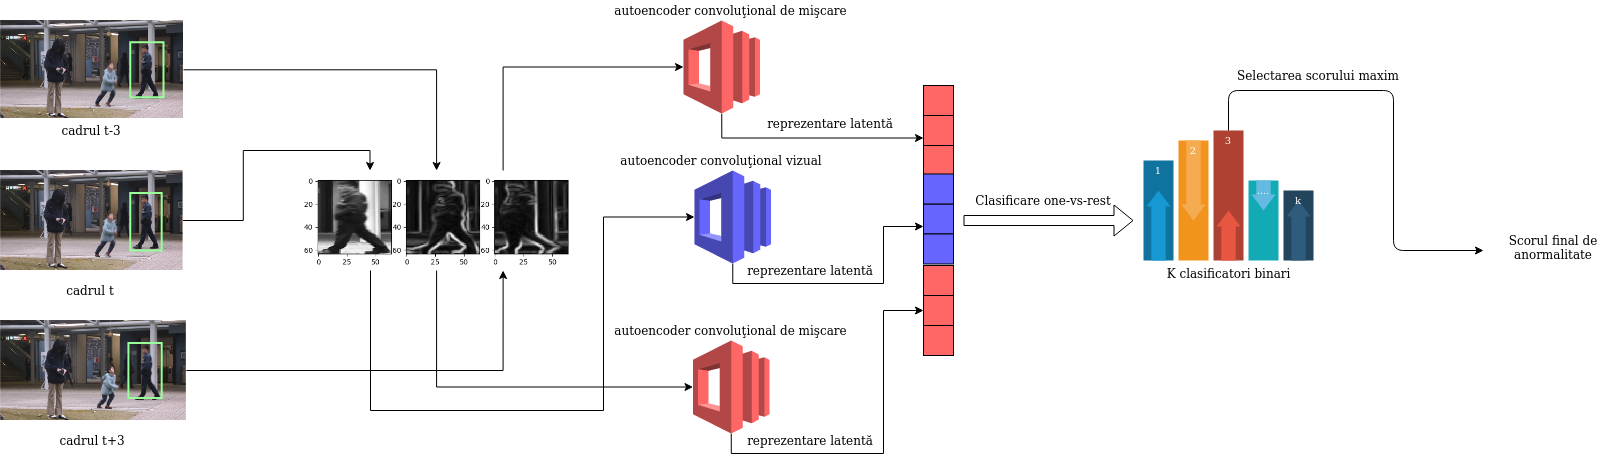 autoencoder convoluţional de mişcare
cadrul t-3
reprezentare latentă
autoencoder convoluţional vizual
cadrul t
0
20
40
60
0 25 50
0
20
40
60
0 25 50
0
20
40
60
0 25 50
reprezentare latentă
autoencoder convoluţional de mişcare
cadrul t+3
reprezentare latentă
Clasificare one-vs-rest
1
2
3
....
k
K clasificatori binari
Selectarea scorului maxim
Scorul final de
anormalitate